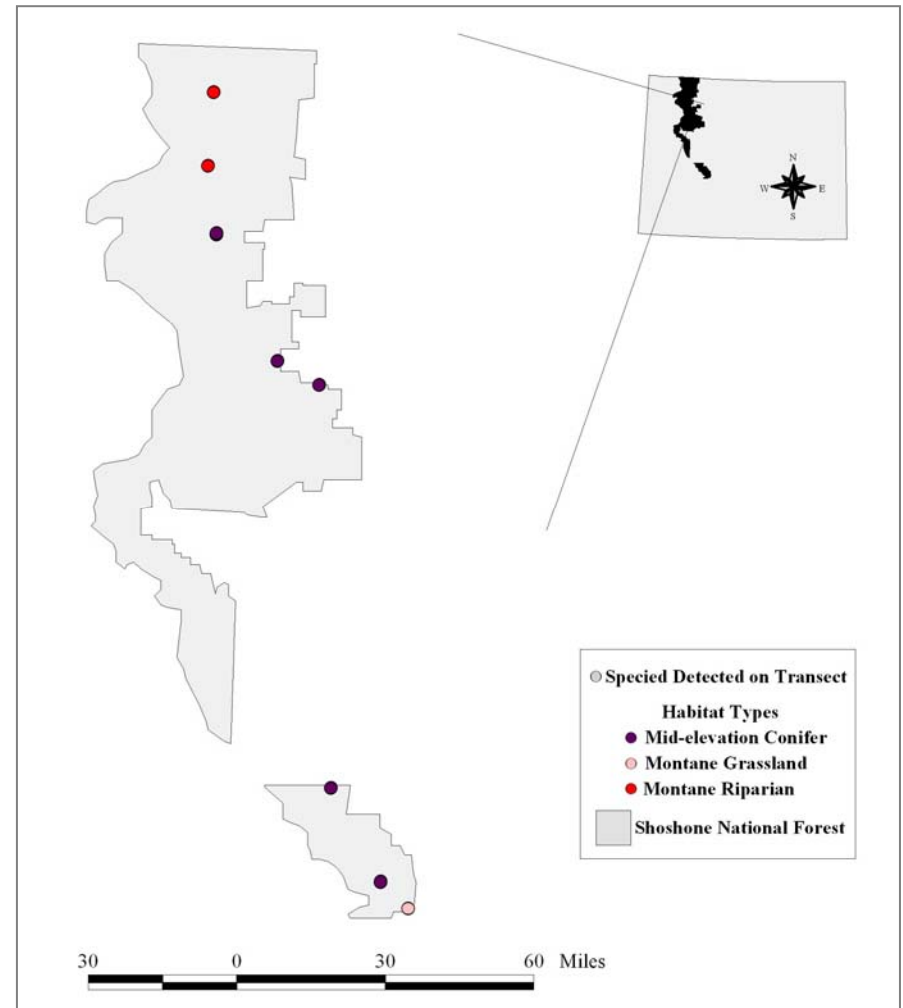 N
W E
S
Specied Detected on Transect
Habitat Types
Mid-elevation Conifer
Montane Grassland
Montane Riparian
Shoshone National Forest
30 0 30 60 Miles